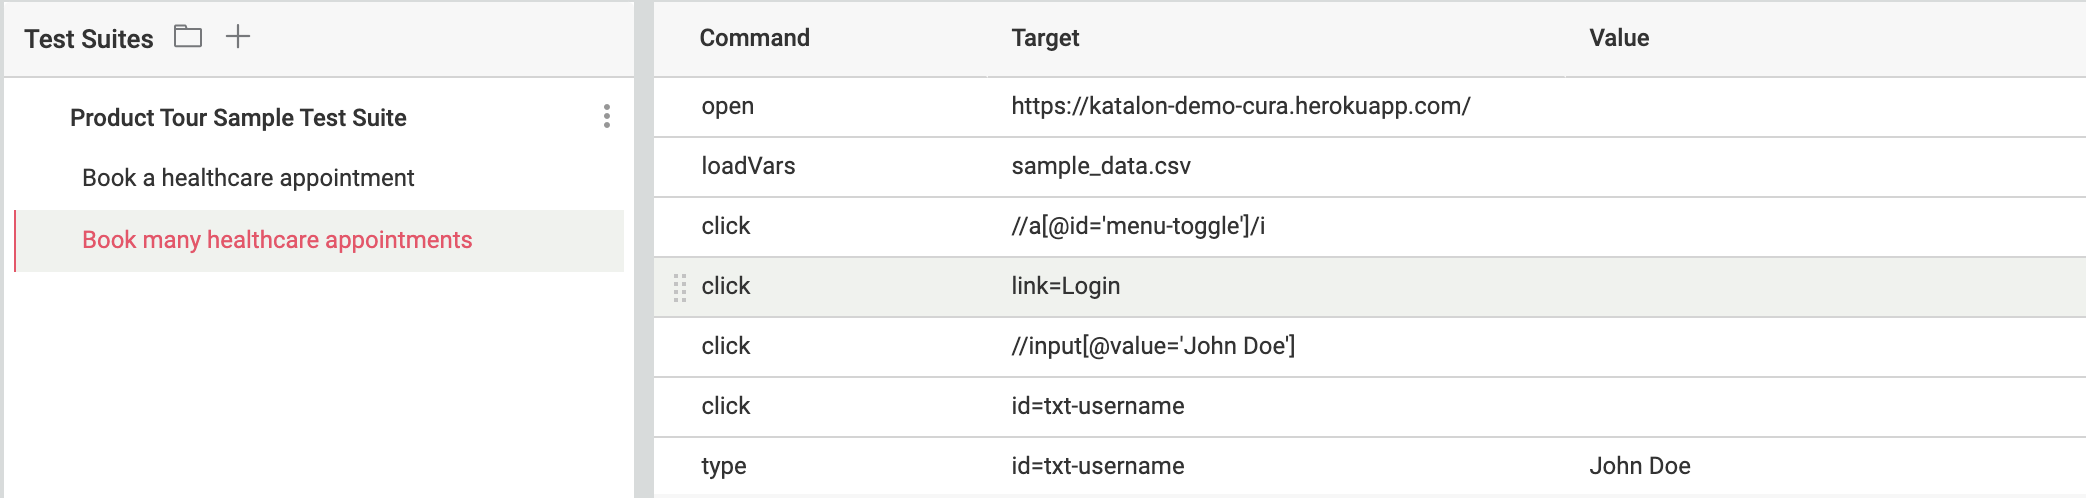 Test Suites
Product Tour Sample Test Suite
Book a healthcare appointment
Book many healthcare appointments
Command Target Value
open https://katalon-demo-cura.herokuapp.com/
loadVars sample_data.csv
click //a[@id='menu-toggle']/i
click link=Login
click //input[@value='John Doe']
click id=txt-username
type id=txt-username John Doe